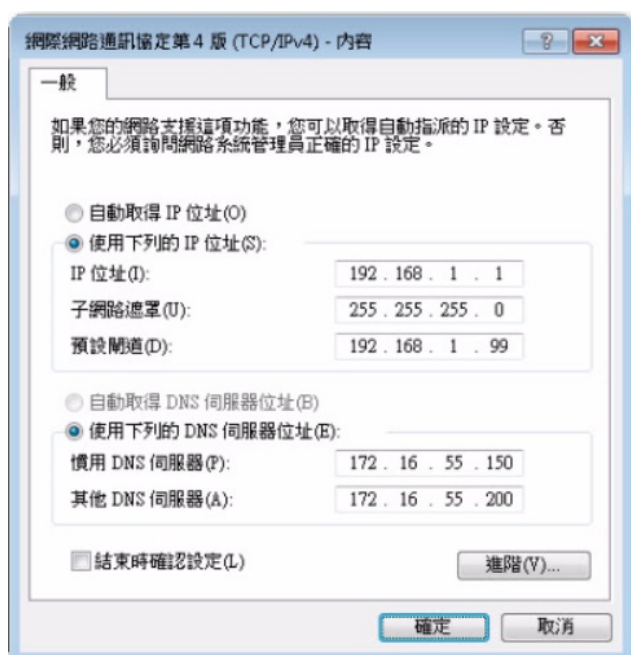 網際網路通訊協定第 4 版 (TCP/IPv4) - 內容
一般
如果您的網路支援這項功能，您可以取得自動指派的 IP 設定。否
則，您必須詢問網路系統管理員正確的 IP 設定。
自動取得 IP 位址(O)
使用下列的 IP 位址(S):
IP 位址(I): 192 . 168 . 1 . 1
子網路遮罩(U): 255 . 255 . 255 . 0
預設閘道(D): 192 . 168 . 1 . 99
自動取得 DNS 伺服器位址(B)
使用下列的 DNS 伺服器位址(E):
慣用 DNS 伺服器(P): 172 . 16 . 55 . 150
其他 DNS 伺服器(A): 172 . 16 . 55 . 200
結束時確認設定(L) 進階(V)...
確定 取消